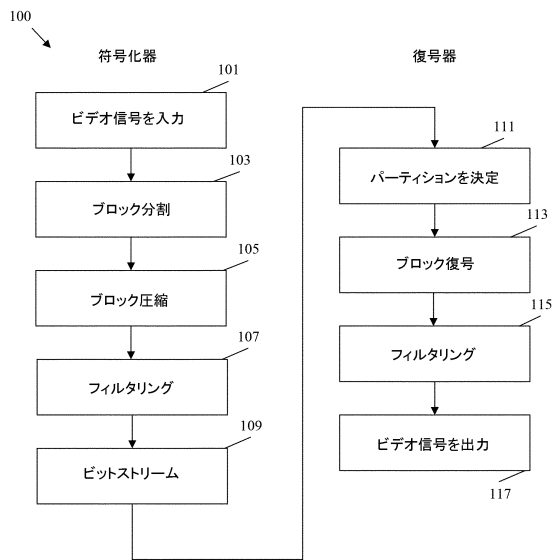 100
符号化器
101
ビデオ信号を入力
103
ブロック分割
105
ブロック圧縮
107
フィルタリング
109
ビットストリーム
復号器
111
パーティションを決定
113
ブロック復号
115
フィルタリング
ビデオ信号を出力
117